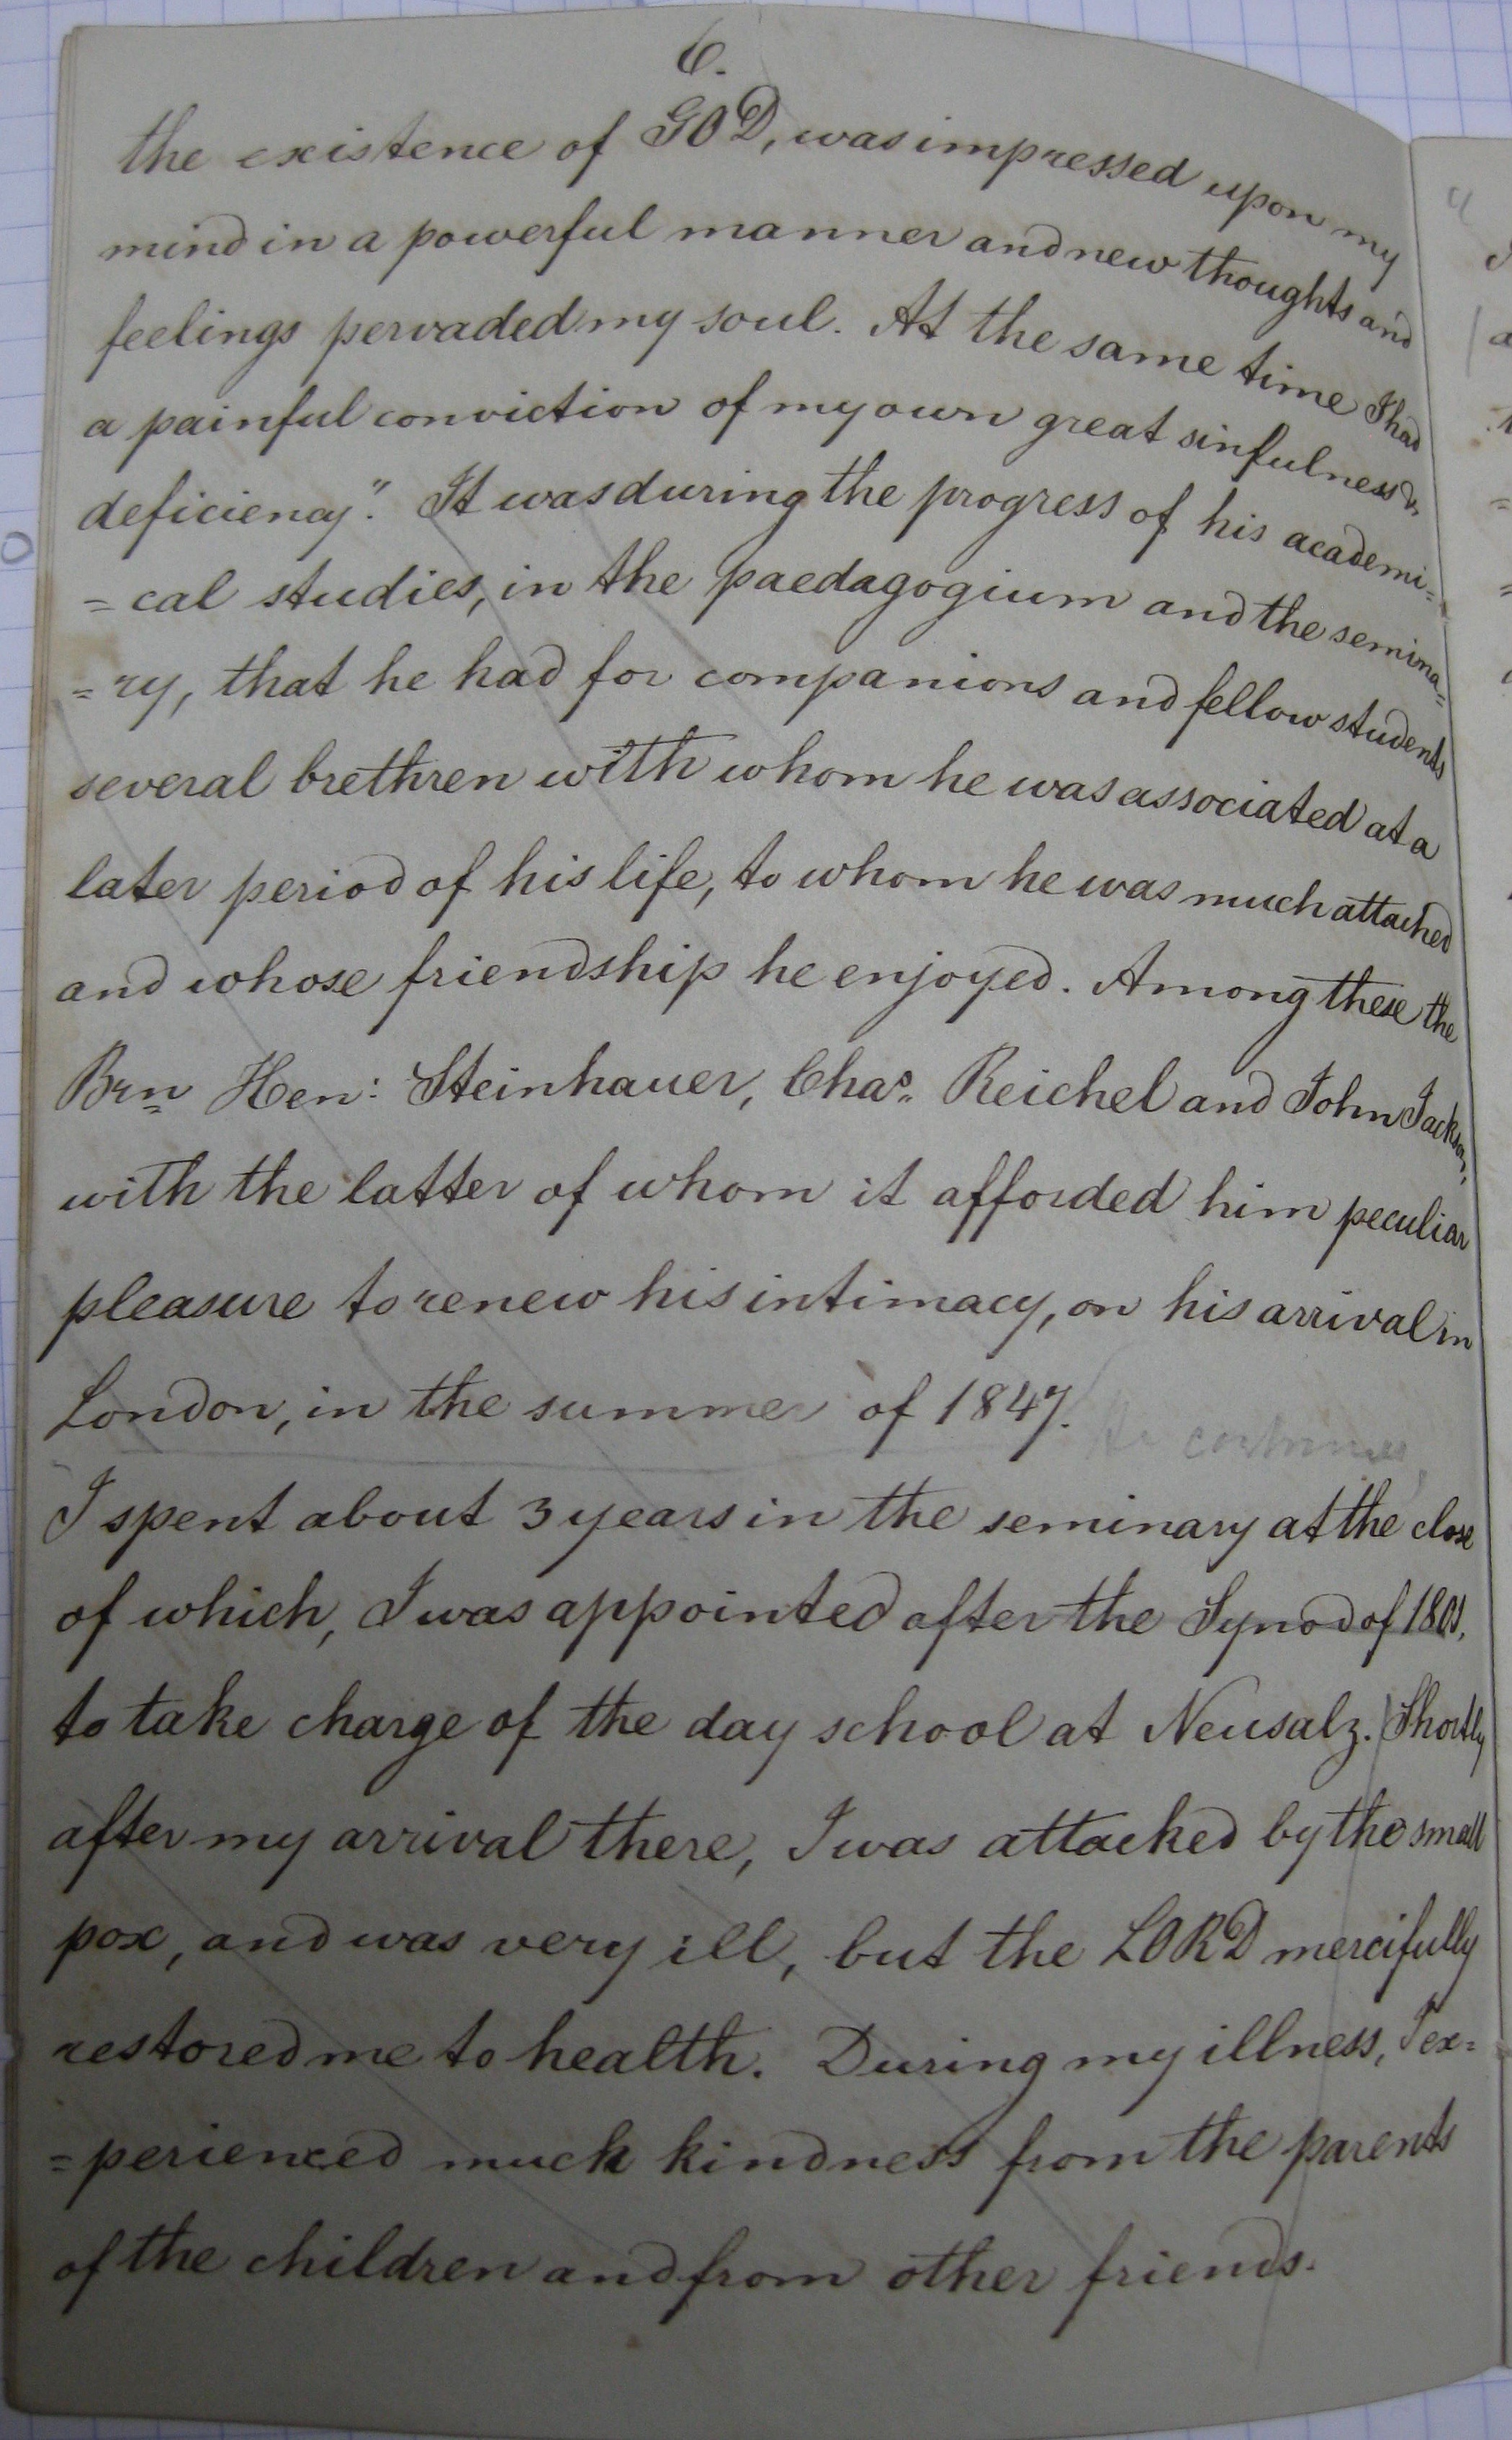 6.
the existence of GOD, was impressed upon my
mind in a powerful manner and new thoughts and
feelings pervaded my soul. At the same time I had
a painful conviction of my own great sinfulness &
deficiency." It was during the progress of his academi=
=cal studies, in the paedagogium and the semina=
=ry, that he had for companions and fellow students
several brethren with whom he was associated at a
later period of his life, to whom he was much attached
and whose friendship he enjoyed. Among these the
Brn Hen: Steinhauer, Chas. Reichel and John Jackson,
with the latter of whom it afforded him peculiar
pleasure to renew his intimacy, on his arrival in
London, in the summer of 1847.
He continues,
I spent about 3 years in the seminary at the close
of which, I was appointed after the Synod of 1801,
to take charge of the day school at Neusalz. Shortly
after my arrival there, I was attacked by the small
pox, and was very ill, but the LORD mercifully
restored me to health. During my illness, I ex=
=perienced much kindness from the parents
of the children and from other friends.